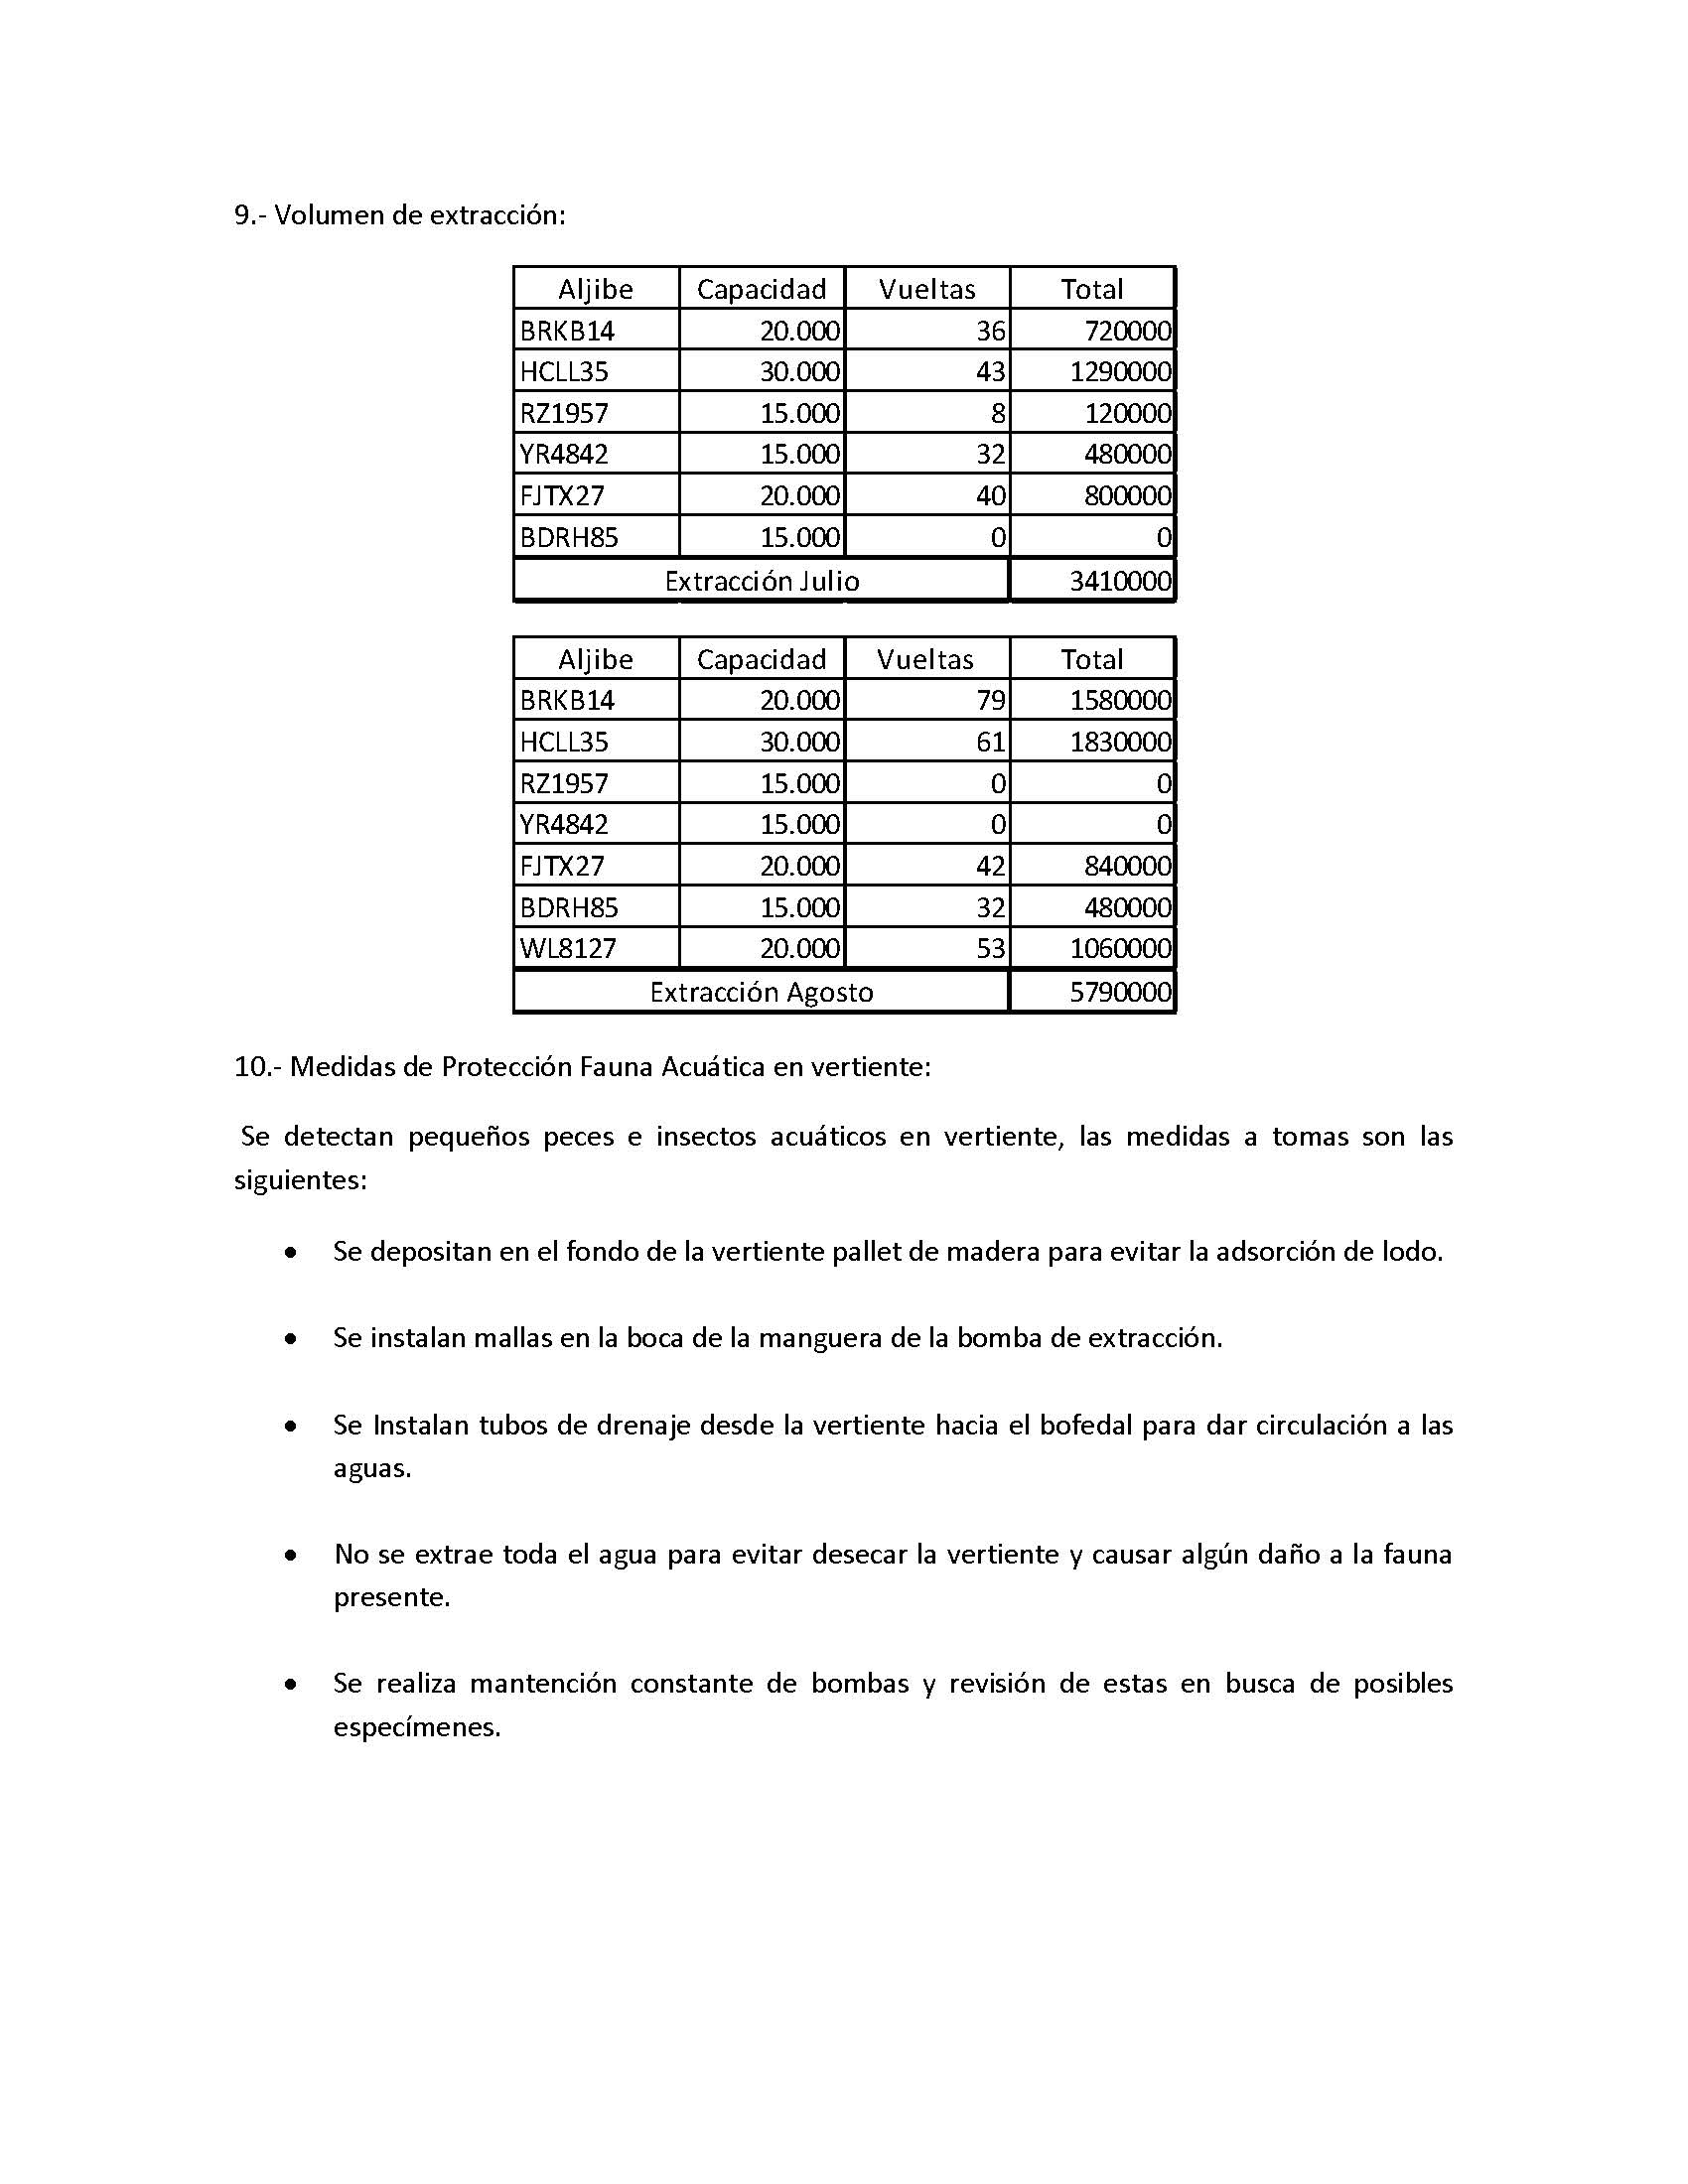 9.- Volumen de extracción:
Aljibe Capacidad Vueltas Total
BRKB14 20.000 36 720000
HCLL35 30.000 43 1290000
RZ1957 15.000 8 120000
YR4842 15.000 32 480000
FJTX27 20.000 40 800000
BDRH85 15.000 0 0
Extracción Julio 3410000
Aljibe Capacidad Vueltas Total
BRKB14 20.000 79 1580000
HCLL35 30.000 61 1830000
RZ1957 15.000 0 0
YR4842 15.000 0 0
FJTX27 20.000 42 840000
BDRH85 15.000 32 480000
WL8127 20.000 53 1060000
Extracción Agosto 5790000
10.- Medidas de Protección Fauna Acuática en vertiente:
Se detectan pequeños peces e insectos acuáticos en vertiente, las medidas a tomas son las
siguientes:
• Se depositan en el fondo de la vertiente pallet de madera para evitar la adsorción de lodo.
• Se instalan mallas en la boca de la manguera de la bomba de extracción.
• Se Instalan tubos de drenaje desde la vertiente hacia el bofedal para dar circulación a las
aguas.
• No se extrae toda el agua para evitar desecar la vertiente y causar algún daño a la fauna
presente.
• Se realiza mantención constante de bombas y revisión de estas en busca de posibles
especímenes.